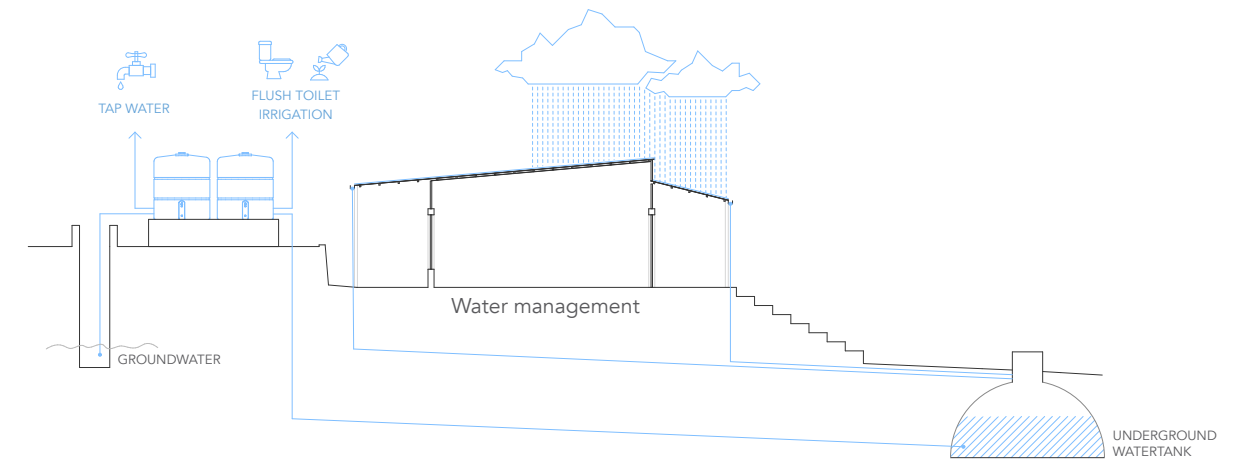 TAP WATER
FLUSH TOILET
IRRIGATION
Water management
GROUNDWATER
UNDERGROUND
WATERTANK